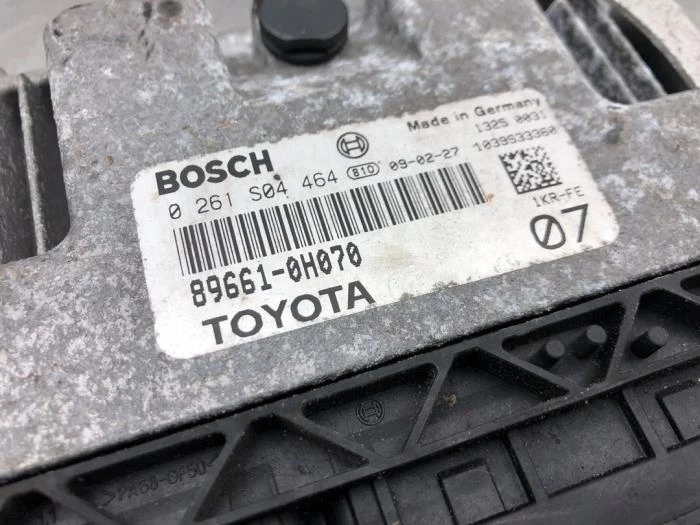 BOSCH
Made in Germany
0 261 S04 464 810 09-02-27
1325 0031
1039S33360
1KR-FE
89661-0H070
07
TOYOTA